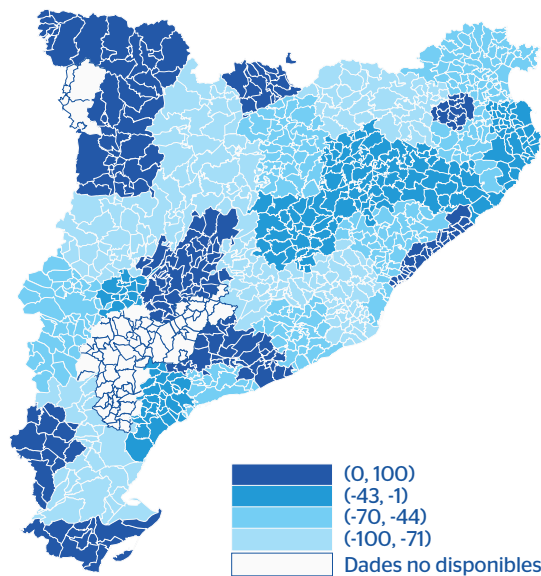 (0, 100)
(-43, -1)
(-70, -44)
(-100, -71)
Dades no disponibles